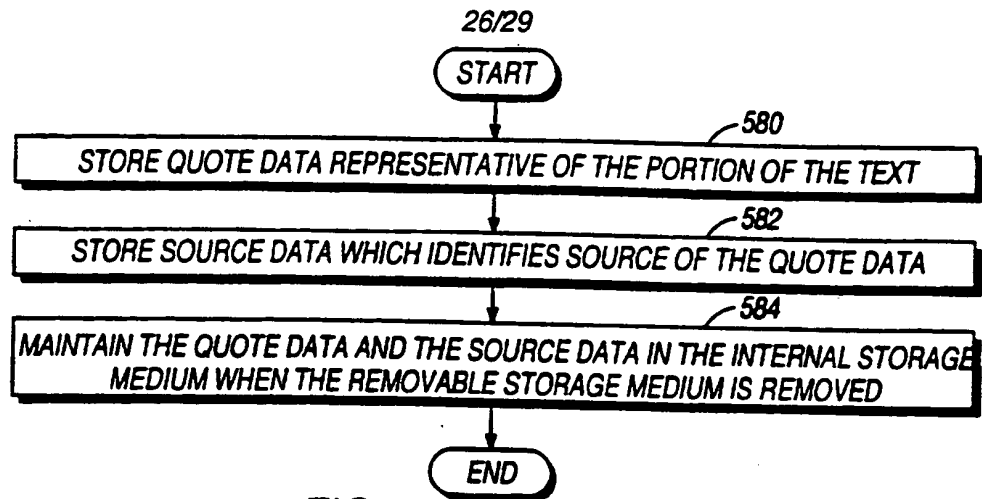 26/29
START
580
STORE QUOTE DATA REPRESENTATIVE OF THE PORTION OF THE TEXT
582
STORE SOURCE DATA WHICH IDENTIFIES SOURCE OF THE QUOTE DATA
584
MAINTAIN THE QUOTE DATA AND THE SOURCE DATA IN THE INTERNAL STORAGE
MEDIUM WHEN THE REMOVABLE STORAGE MEDIUM IS REMOVED
END